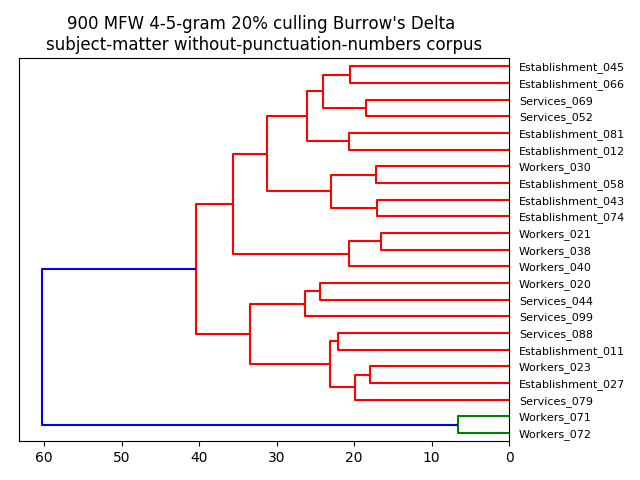 900 MFW 4-5-gram 20% culling Burrow's Delta
subject-matter without-punctuation-numbers corpus
Establishment_045
Establishment_066
Services_069
Services_052
Establishment_081
Establishment_012
Workers_030
Establishment_058
Establishment_043
Establishment_074
Workers_021
Workers_038
Workers_040
Workers_020
Services_044
Services_099
Services_088
Establishment_011
Workers_023
Establishment_027
Services_079
Workers_071
Workers_072
60 50 40 30 20 10 0